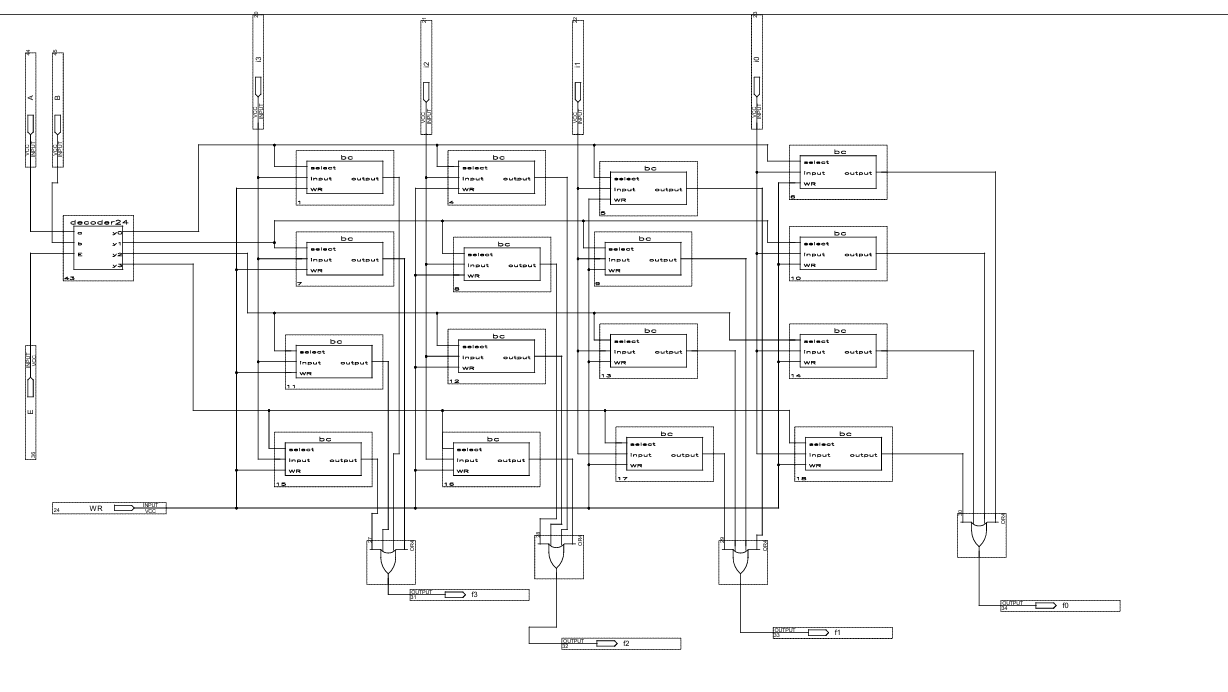 i3
i2
i1
i0
A
B
VCC
INPUT
VCC
INPUT
VCC
INPUT
VCC
INPUT
VCC
INPUT
VCC
INPUT
bc
select
Input output
WR
1
bc
select
Input output
WR
4
bc
select
Input output
WR
bc
select
Input output
WR
decoder24
y0
y1
E y2
y3
43
bc
select
Input output
WR
7
bc
select
Input output
WR
bc
select
Input output
WR
bc
select
Input output
WR
10
bc
select
Input output
WR
11
bc
select
Input output
WR
12
bc
select
Input output
WR
13
bc
select
Input output
WR
14
INPUT
VCC
E
36
bc
select
Input output
WR
15
bc
select
Input output
WR
16
bc
select
Input output
WR
17
bc
select
Input output
WR
18
24 WR INPUT
VCC
OR4
OR4
OR4
OR4
OUTPUT
31 f3
OUTPUT
32 f2
OUTPUT
33 f1
OUTPUT
34 f0